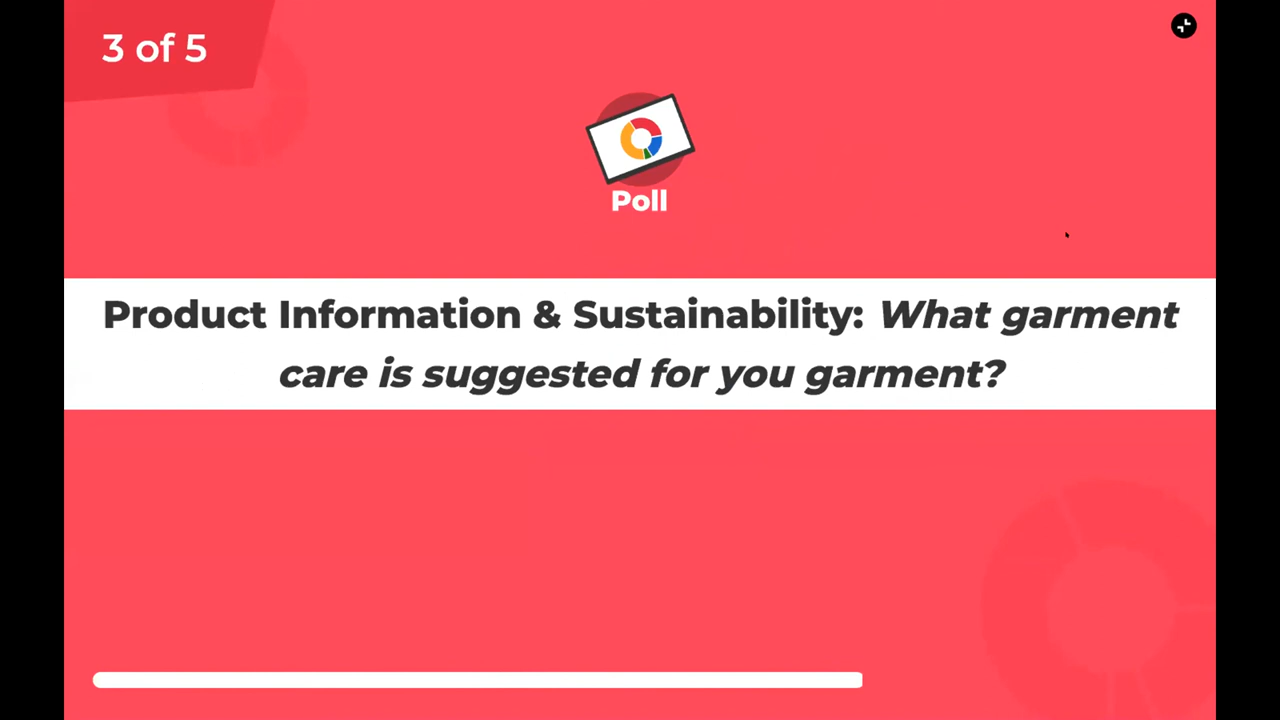 3 of 5
Poll
Product Information & Sustainability: What garment
care is suggested for you garment?